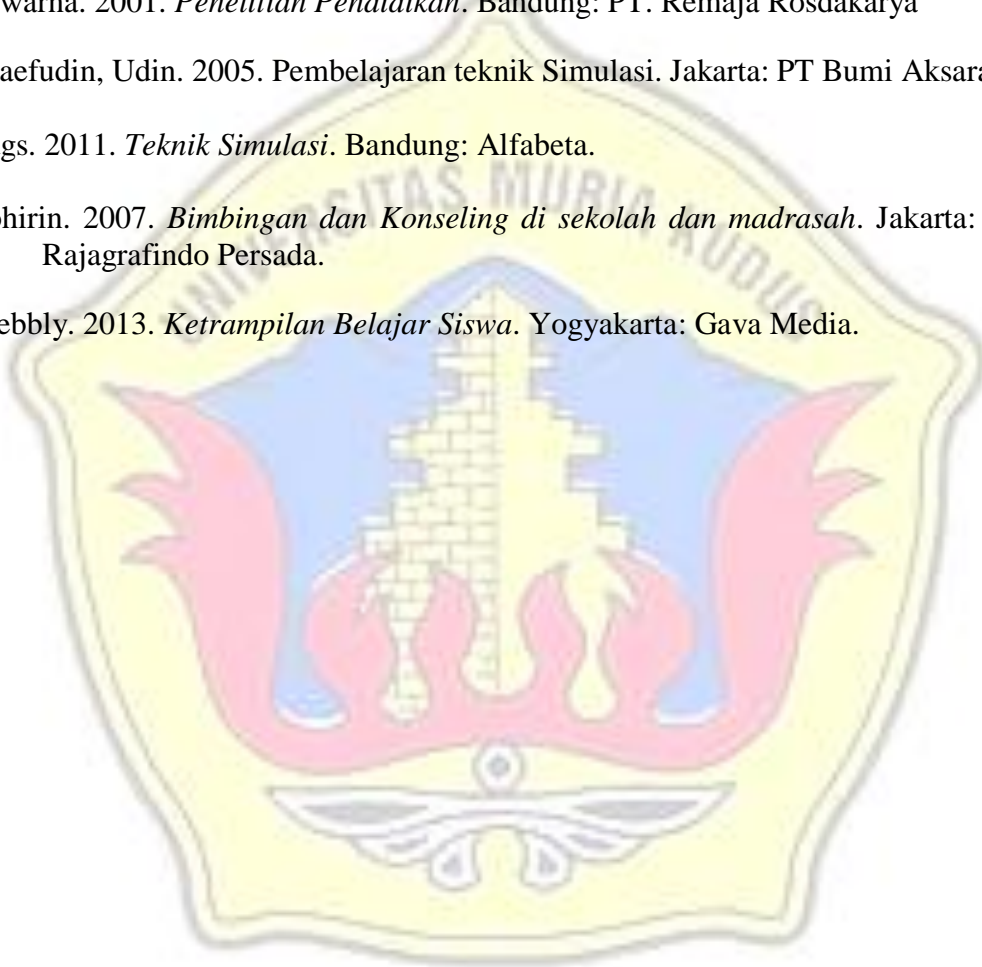 warna. 2001. Penelitian Pendidikan. Bandung: PT. Remaja Rosdakarya
aefudin, Udin. 2005. Pembelajaran teknik Simulasi. Jakarta: PT Bumi Aksara
gs. 2011. Teknik Simulasi. Bandung: Alfabeta.
hirin. 2007. Bimbingan dan Konseling di sekolah dan madrasah. Jakarta:
Rajagrafindo Persada.
ebbly. 2013. Ketrampilan Belajar Siswa. Yogyakarta: Gava Media.
UNIVERSITAS MURIA KUDUS